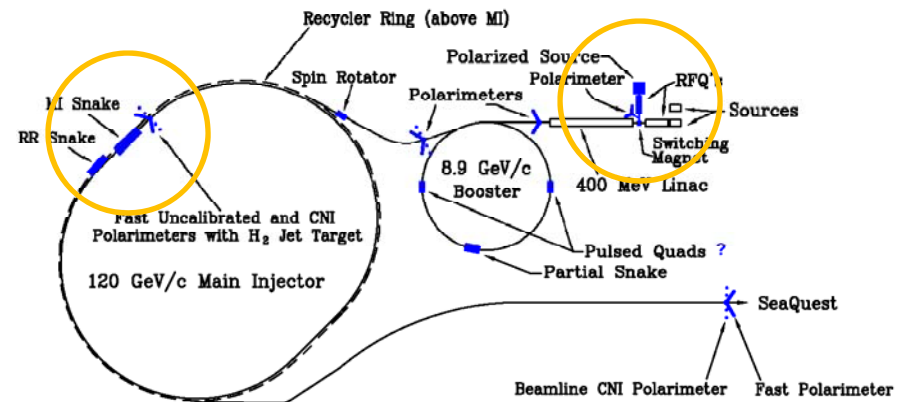 Recycler Ring (above MI)
Polarized Source
Spin Rotator
Polarimeter
RFQ's
MI Snake
Polarimeters
Sources
RR Snake
Switching
Magnet
8.9 GeV/c
Booster
400 MeV Linac
Fast Uncalibrated and CNI
Polarimeters with H₂ Jet Target
Pulsed Quads ?
Partial Snake
120 GeV/c Main Injector
SeaQuest
Beamline CNI Polarimeter
Fast Polarimeter